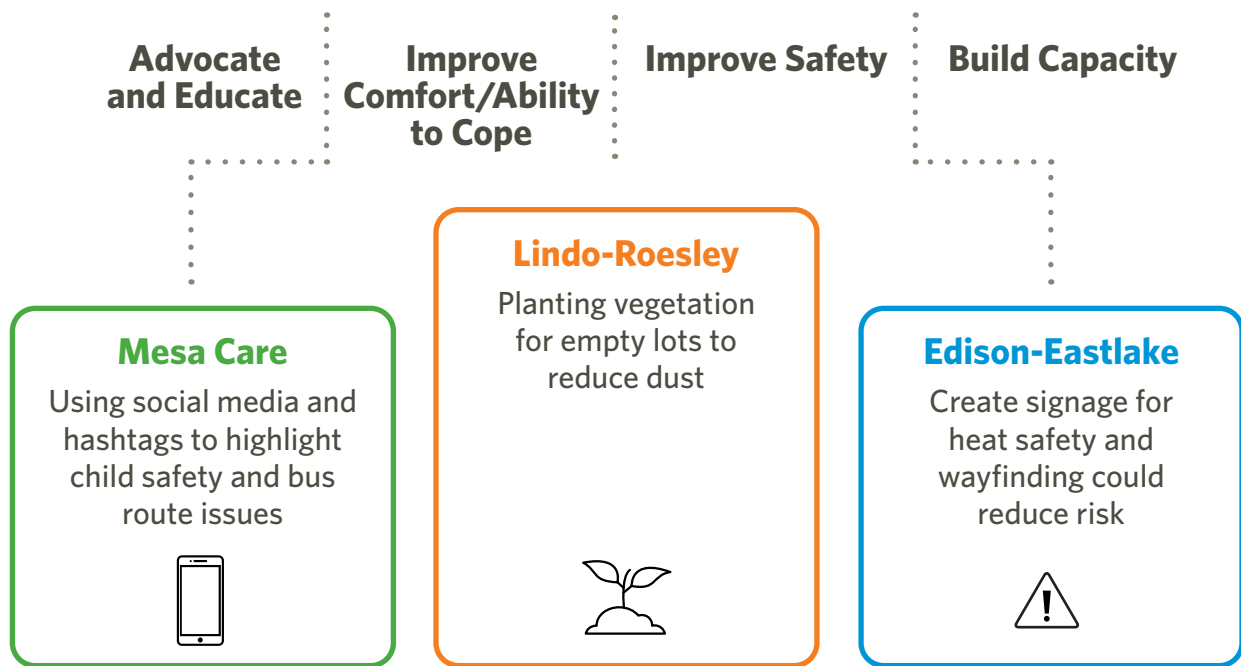 Advocate
and Educate
Improve
Comfort/Ability
to Cope
Improve Safety
Build Capacity
Mesa Care
Using social media and
hashtags to highlight
child safety and bus
route issues
Lindo-Roesley
Planting vegetation
for empty lots to
reduce dust
Edison-Eastlake
Create signage for
heat safety and
wayfinding could
reduce risk